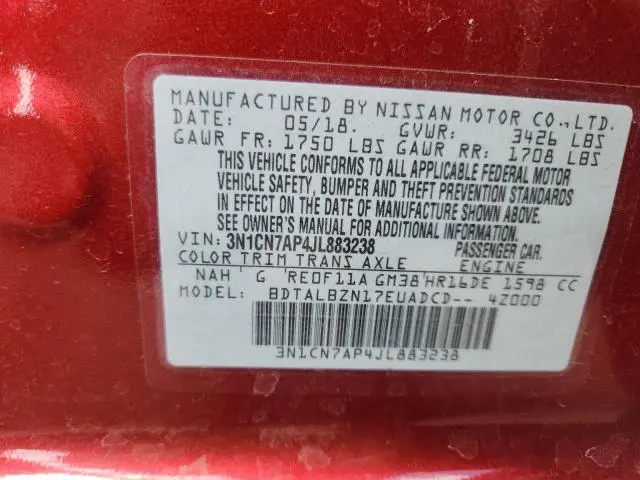 MANUFACTURED BY NISSAN MOTOR CO.,LTD.
DATE: 05/18. GVWR: 3426 LBS
GAWR FR: 1750 LBS GAWR RR: 1708 LBS
THIS VEHICLE CONFORMS TO ALL APPLICABLE FEDERAL MOTOR
VEHICLE SAFETY, BUMPER AND THEFT PREVENTION STANDARDS
IN EFFECT ON THE DATE OF MANUFACTURE SHOWN ABOVE.
SEE OWNER'S MANUAL FOR ADDITIONAL INFORMATION.
VIN: 3N1CN7AP4JL883238 PASSENGER CAR.
COLOR TRIM TRANS AXLE ENGINE
NAH G RE0F11A GM38 HR16DE 1598 CC
MODEL: BDTALBZN17EUADCD-- 4Z000
3N1CN7AP4JL883238